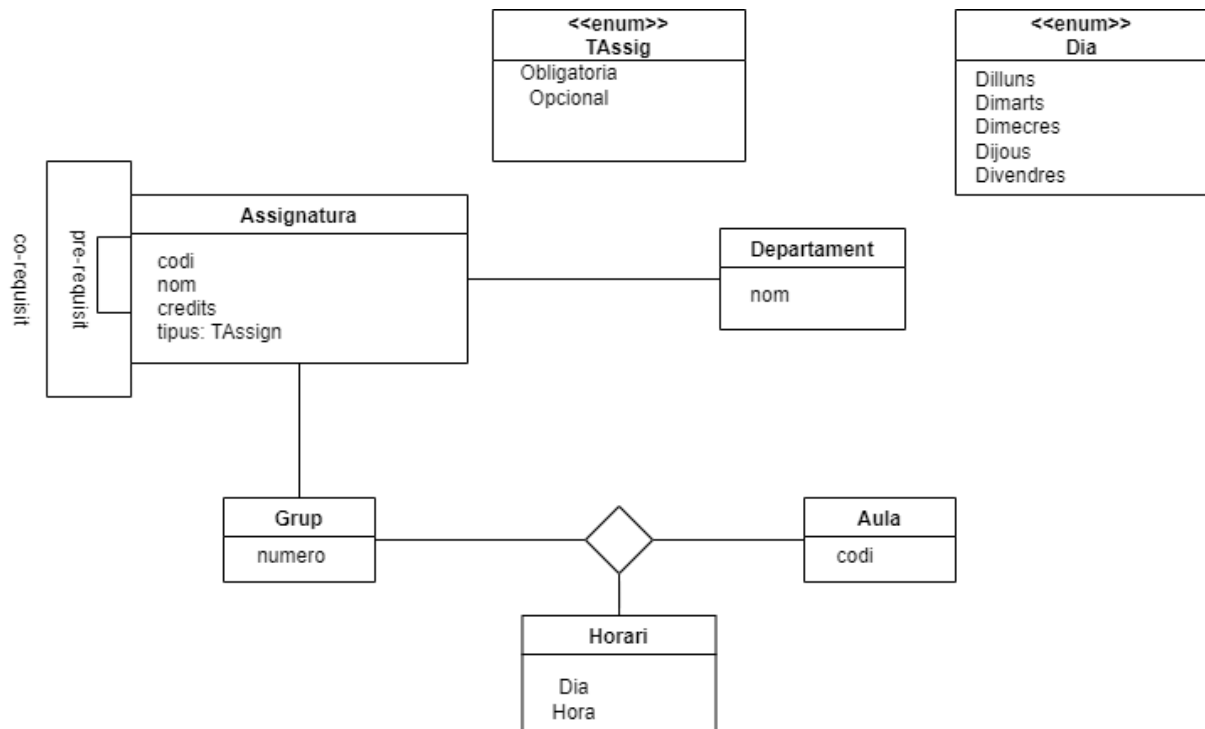 <<enum>>
TAssig
Obligatoria
Opcional
<<enum>>
Dia
Dilluns
Dimarts
Dimecres
Dijous
Divendres
co-requisit
pre-requisit
Assignatura
codi
nom
credits
tipus: TAssign
Departament
nom
Grup
numero
Aula
codi
Horari
Dia
Hora